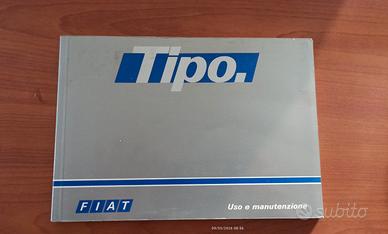 Tipo.
FIAT
Uso e manutenzione
subito